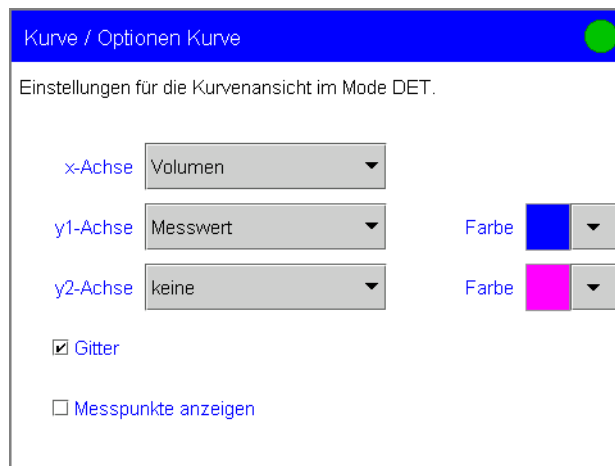 Kurve / Optionen Kurve
Einstellungen für die Kurvenansicht im Mode DET.
x-Achse Volumen
y1-Achse Messwert Farbe
y2-Achse keine Farbe
Gitter
Messpunkte anzeigen